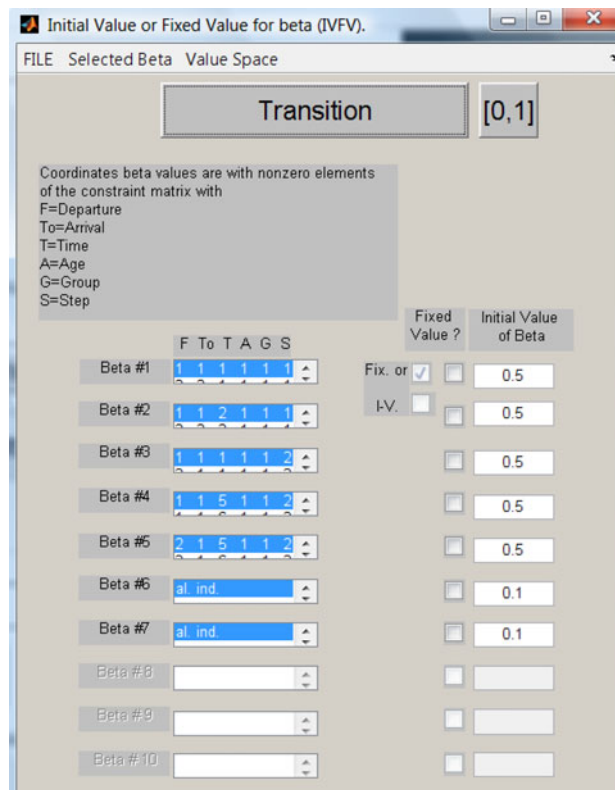 Initial Value or Fixed Value for beta (IVFV).
FILE Selected Beta Value Space
Transition [0,1]
Coordinates beta values are with nonzero elements
of the constraint matrix with
F=Departure
To=Arrival
T=Time
A=Age
G=Group
S=Step
Fixed Value ? Initial Value of Beta
F To T A G S
Beta #1 1 1 1 1 1 1 Fix. or 0.5
Beta #2 1 1 2 1 1 1 I-V. 0.5
Beta #3 1 1 1 1 1 2 0.5
Beta #4 1 1 5 1 1 2 0.5
Beta #5 2 1 5 1 1 2 0.5
Beta #6 al. ind. 0.1
Beta #7 al. ind. 0.1
Beta #8
Beta #9
Beta #10